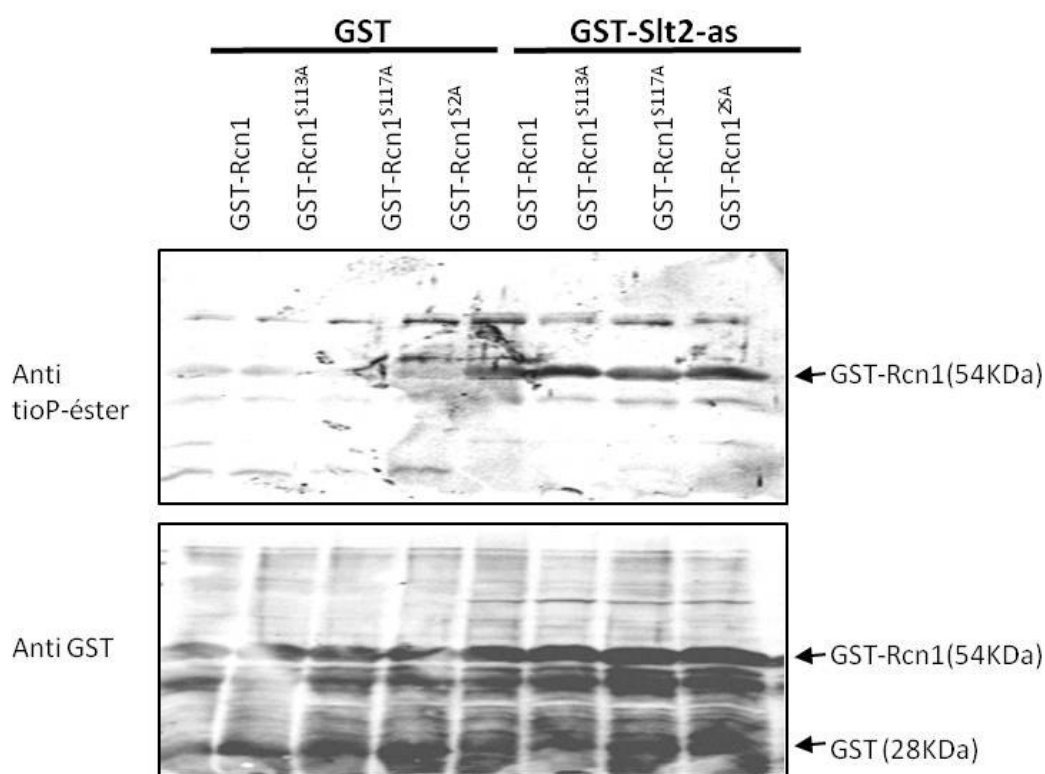 GST GST-Slt2-as
GST-Rcn1
GST-Rcn1S113A
GST-Rcn1S117A
GST-Rcn1S2A
GST-Rcn1
GST-Rcn1S113A
GST-Rcn1S117A
GST-Rcn12SA
Anti
tioP-éster
GST-Rcn1(54KDa)
Anti GST
GST-Rcn1(54KDa)
GST (28KDa)